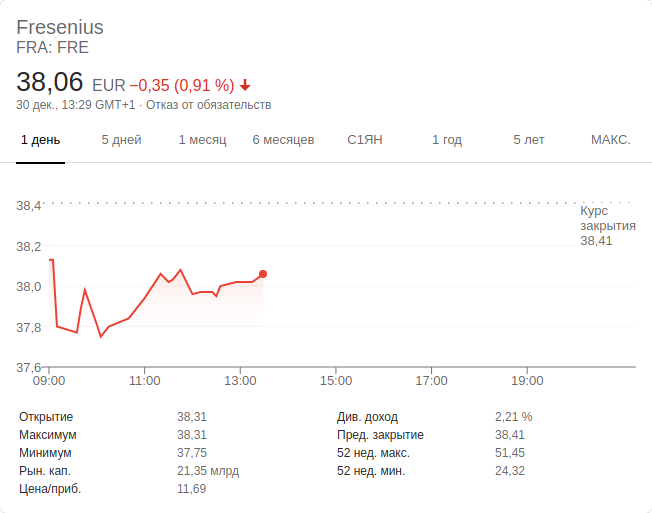 Fresenius
FRA: FRE
38,06 EUR −0,35 (0,91 %)
30 дек., 13:29 GMT+1 · Отказ от обязательств
1 день 5 дней 1 месяц 6 месяцев С1ЯН 1 год 5 лет МАКС.
38,4
Курс
закрытия
38,41
38,2
38,0
37,8
37,6
09:00 11:00 13:00 15:00 17:00 19:00
Открытие 38,31 Див. доход 2,21 %
Максимум 38,31 Пред. закрытие 38,41
Минимум 37,75 52 нед. макс. 51,45
Рын. кап. 21,35 млрд 52 нед. мин. 24,32
Цена/приб. 11,69